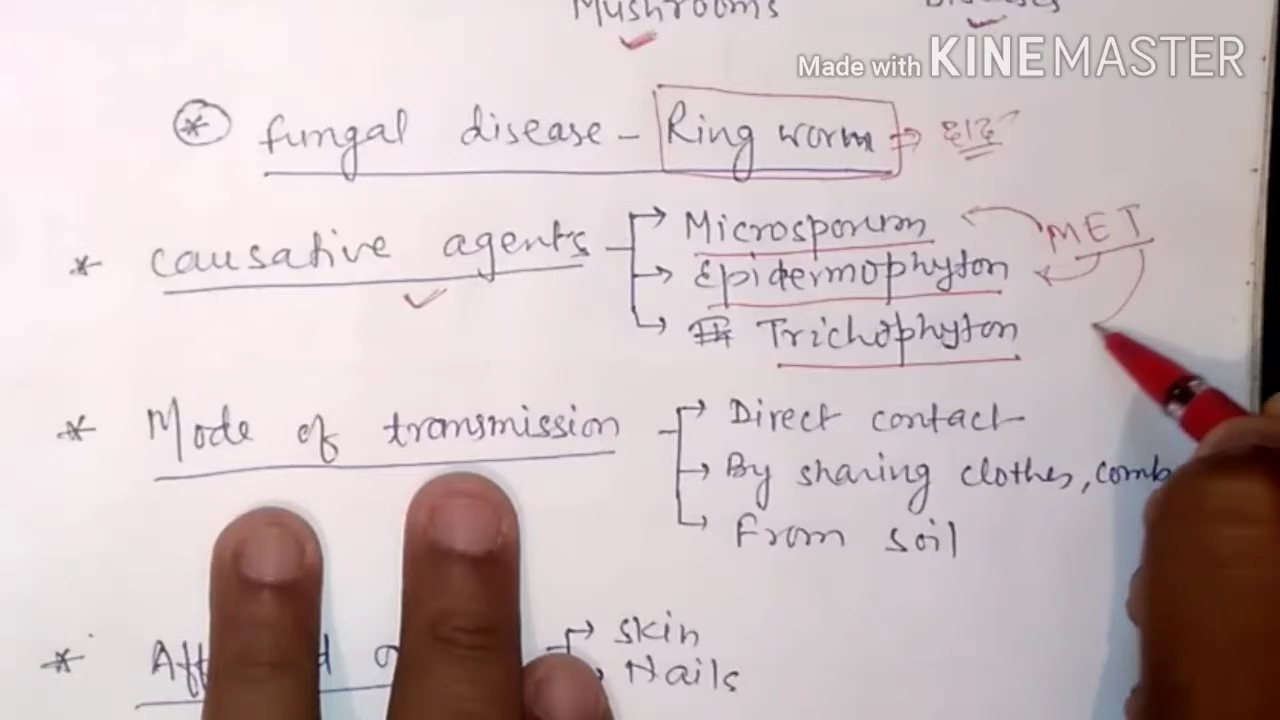 Mushrooms Diseases
Made with KINEMASTER
* fungal disease - Ring worm → दाद
* causative agents → Microsporum MET
→ Epidermophyton
→ Trichophyton
* Mode of transmission → Direct contact
→ By sharing clothes, comb
→ From soil
* → Skin
Nails